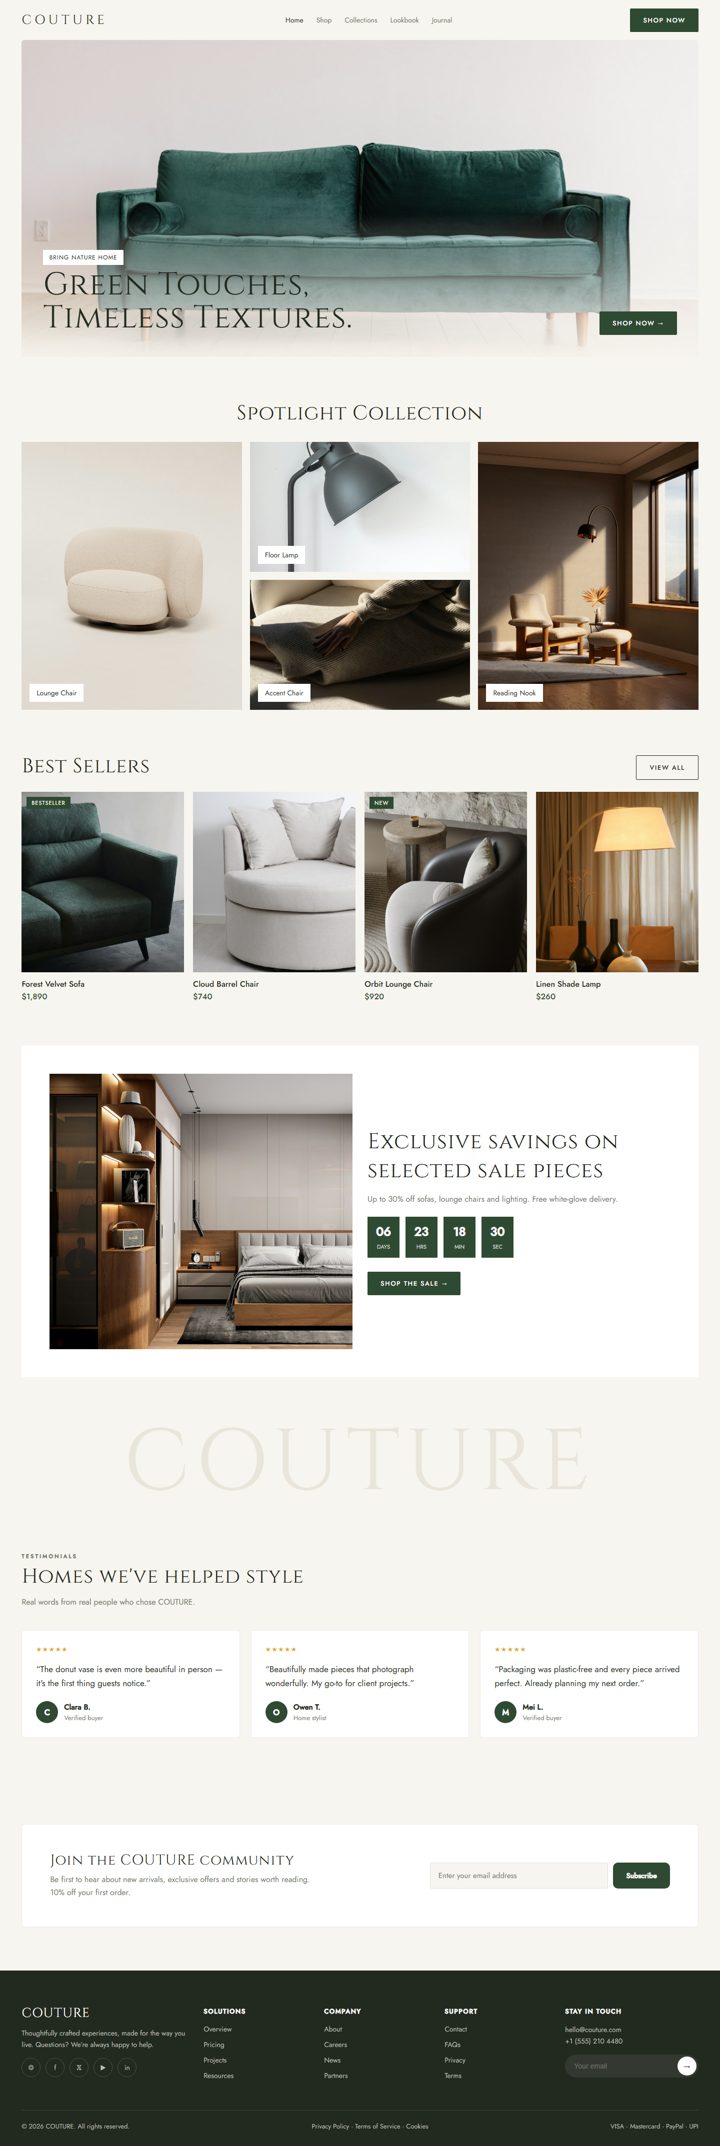 COUTURE
Home Shop Collections Lookbook Journal
SHOP NOW
BRING NATURE HOME
Green Touches,
Timeless Textures.
SHOP NOW →
Spotlight Collection
Floor Lamp
Lounge Chair
Accent Chair
Reading Nook
Best Sellers
VIEW ALL
BESTSELLER
NEW
Forest Velvet Sofa
$1,890
Cloud Barrel Chair
$740
Orbit Lounge Chair
$920
Linen Shade Lamp
$260
Exclusive savings on
selected sale pieces
Up to 30% off sofas, lounge chairs and lighting. Free white-glove delivery.
06 23 18 30
DAYS HRS MIN SEC
SHOP THE SALE →
COUTURE
TESTIMONIALS
Homes we've helped style
Real words from real people who chose COUTURE.
★★★★★
“The donut vase is even more beautiful in person —
it's the first thing guests notice.”
C
Clara B.
Verified buyer
★★★★★
“Beautifully made pieces that photograph
wonderfully. My go-to for client projects.”
O
Owen T.
Home stylist
★★★★★
“Packaging was plastic-free and every piece arrived
perfect. Already planning my next order.”
M
Mei L.
Verified buyer
Join the COUTURE community
Be first to hear about new arrivals, exclusive offers and stories worth reading.
10% off your first order.
Enter your email address
Subscribe
COUTURE
Thoughtfully crafted experiences, made for the way you
live. Questions? We're always happy to help.
f X ▶ in
SOLUTIONS
Overview
Pricing
Projects
Resources
COMPANY
About
Careers
News
Partners
SUPPORT
Contact
FAQs
Privacy
Terms
STAY IN TOUCH
hello@couture.com
+1 (555) 210 4480
Your email
→
© 2026 COUTURE. All rights reserved.
Privacy Policy · Terms of Service · Cookies
VISA · Mastercard · PayPal · UPI